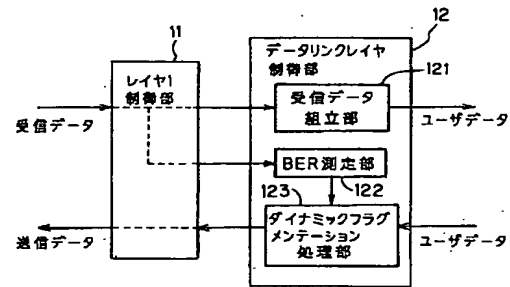 11
レイヤ1
制御部
受信データ
送信データ
12
データリンクレイヤ
制御部
121
受信データ
組立部
ユーザデータ
BER測定部
122
123
ダイナミックフラグ
メンテーション
処理部
ユーザデータ